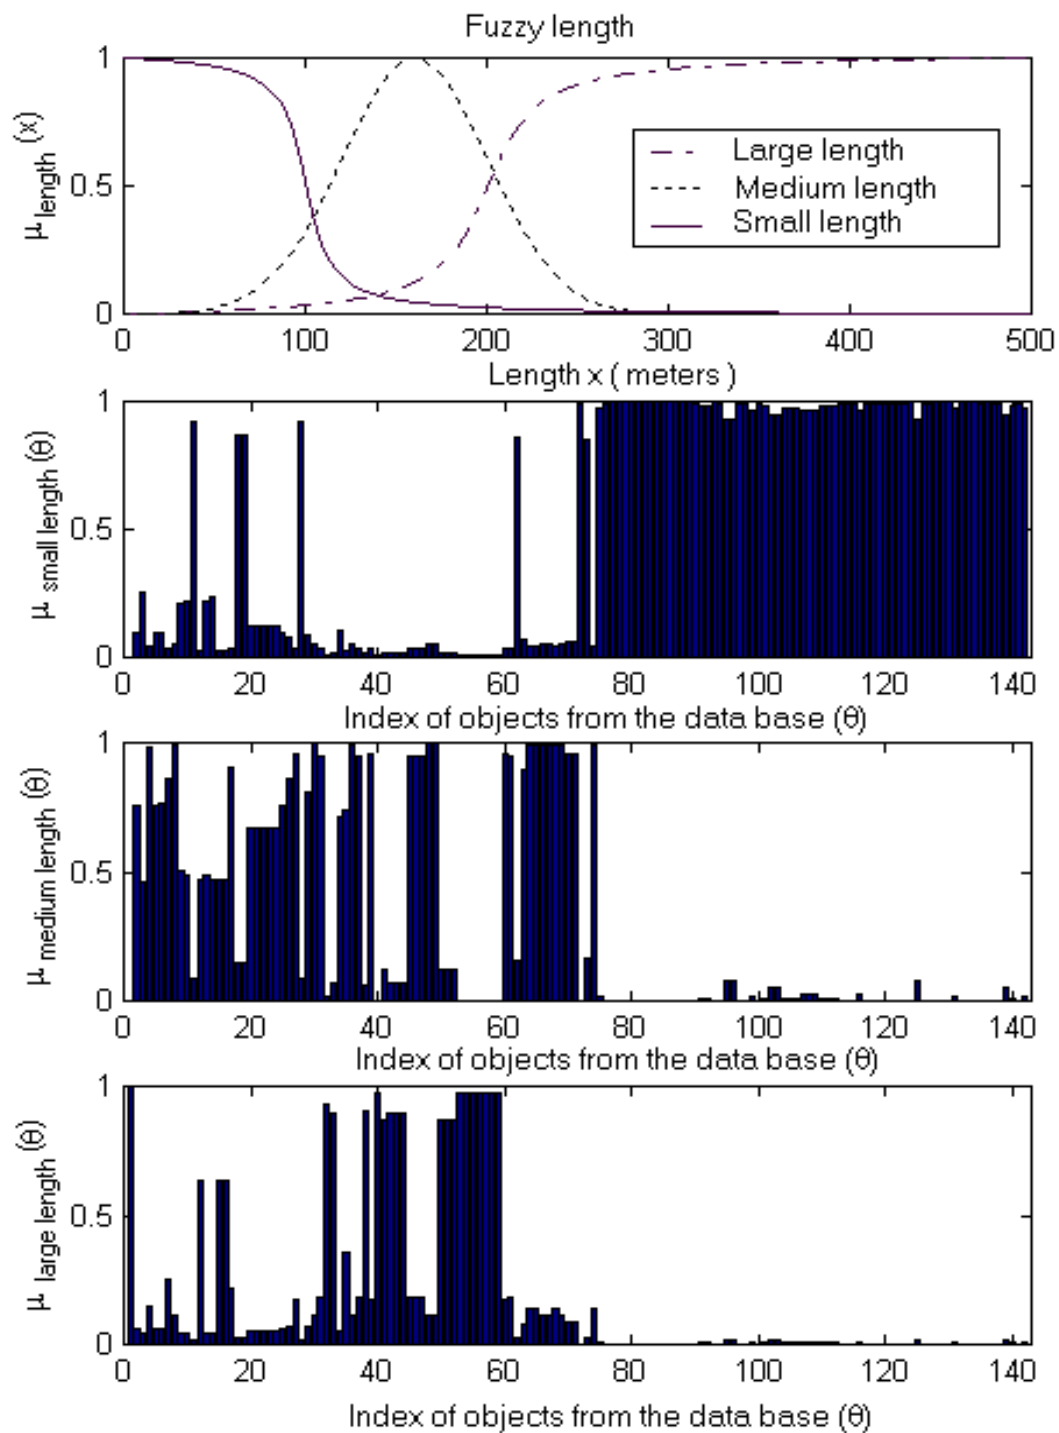 Fuzzy length
μ length (x)
1
0.5
0
Large length
Medium length
Small length
0 100 200 300 400 500
Length x ( meters )
μ small length (θ)
1
0.5
0
0 20 40 60 80 100 120 140
Index of objects from the data base (θ)
μ medium length (θ)
1
0.5
0
0 20 40 60 80 100 120 140
Index of objects from the data base (θ)
μ large length (θ)
1
0.5
0
0 20 40 60 80 100 120 140
Index of objects from the data base (θ)